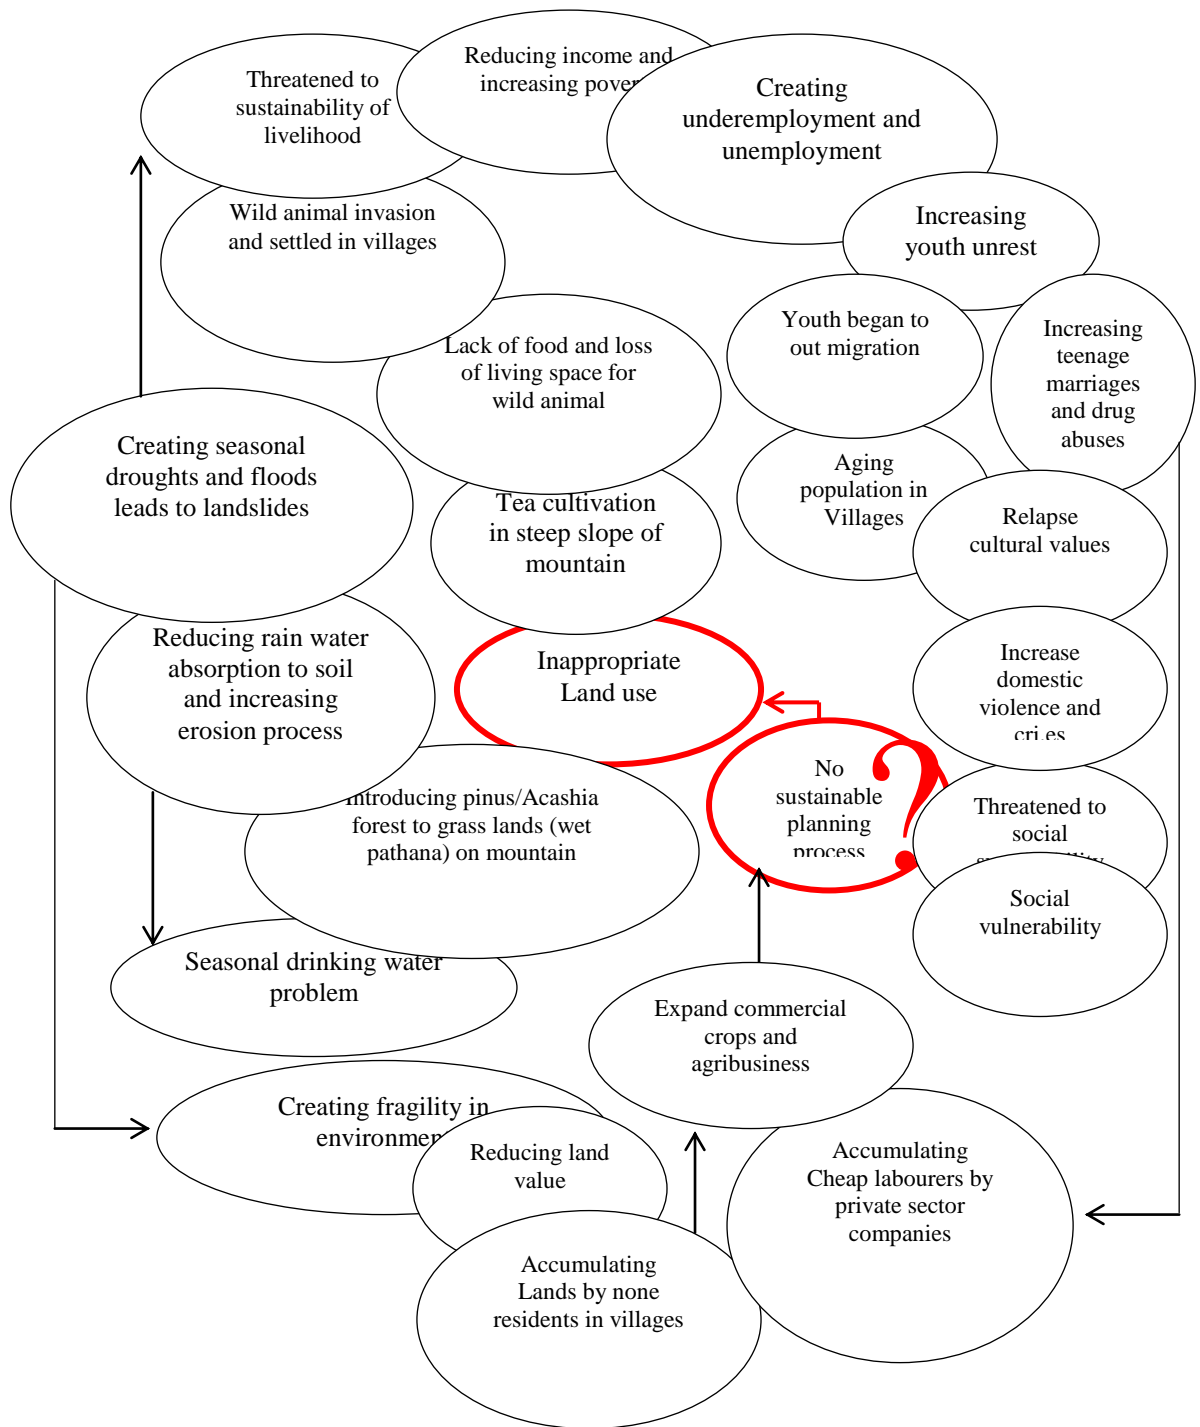 Reducing income and
increasing pover
Threatened to
sustainability of
livelihood
Creating
underemployment and
unemployment
Wild animal invasion
and settled in villages
Increasing
youth unrest
Youth began to
out migration
Increasing
teenage
marriages
and drug
abuses
Lack of food and loss
of living space for
wild animal
Creating seasonal
droughts and floods
leads to landslides
Aging
population in
Villages
Tea cultivation
in steep slope of
mountain
Relapse
cultural values
Reducing rain water
absorption to soil
and increasing
erosion process
Inappropriate
Land use
Increase
domestic
violence and
cri.es
No
sustainable
planning
process
?
Introducing pinus/Acashia
forest to grass lands (wet
pathana) on mountain
Threatened to
social
Social
vulnerability
Seasonal drinking water
problem
Expand commercial
crops and
agribusiness
Creating fragility in
environmen
Reducing land
value
Accumulating
Cheap labourers by
private sector
companies
Accumulating
Lands by none
residents in villages